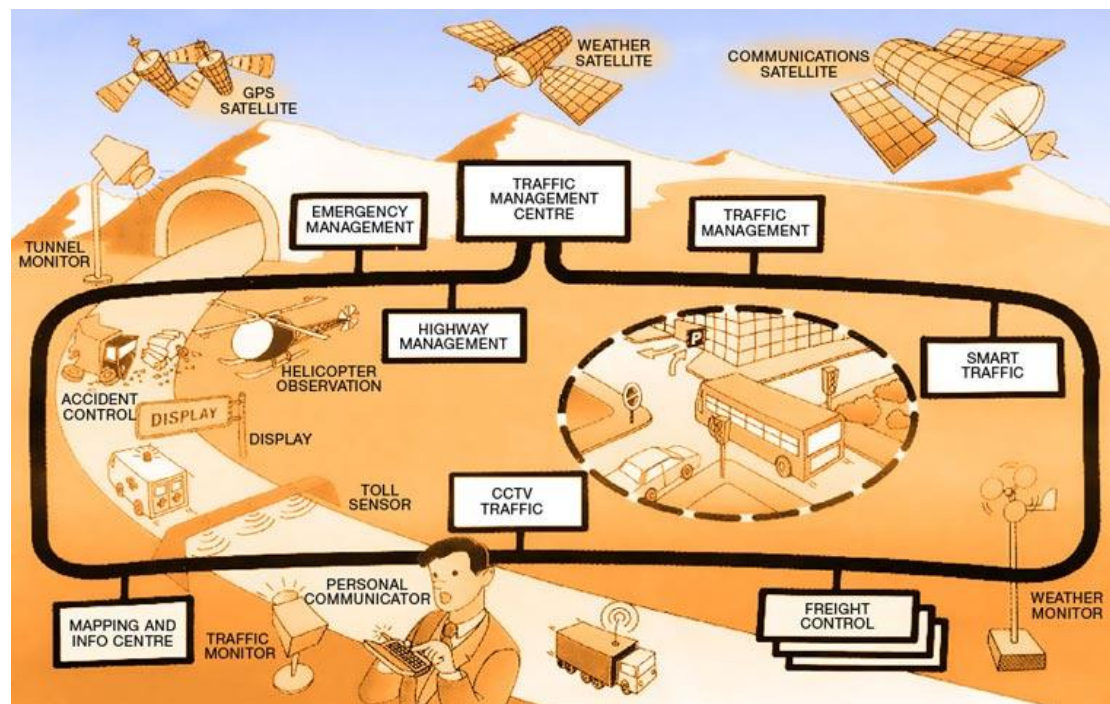 GPS
SATELLITE
WEATHER
SATELLITE
COMMUNICATIONS
SATELLITE
TUNNEL
MONITOR
EMERGENCY
MANAGEMENT
TRAFFIC
MANAGEMENT
CENTRE
TRAFFIC
MANAGEMENT
HIGHWAY
MANAGEMENT
SMART
TRAFFIC
P
HELICOPTER
OBSERVATION
ACCIDENT
CONTROL
DISPLAY
DISPLAY
TOLL
SENSOR
CCTV
TRAFFIC
PERSONAL
COMMUNICATOR
MAPPING AND
INFO CENTRE
TRAFFIC
MONITOR
FREIGHT
CONTROL
WEATHER
MONITOR